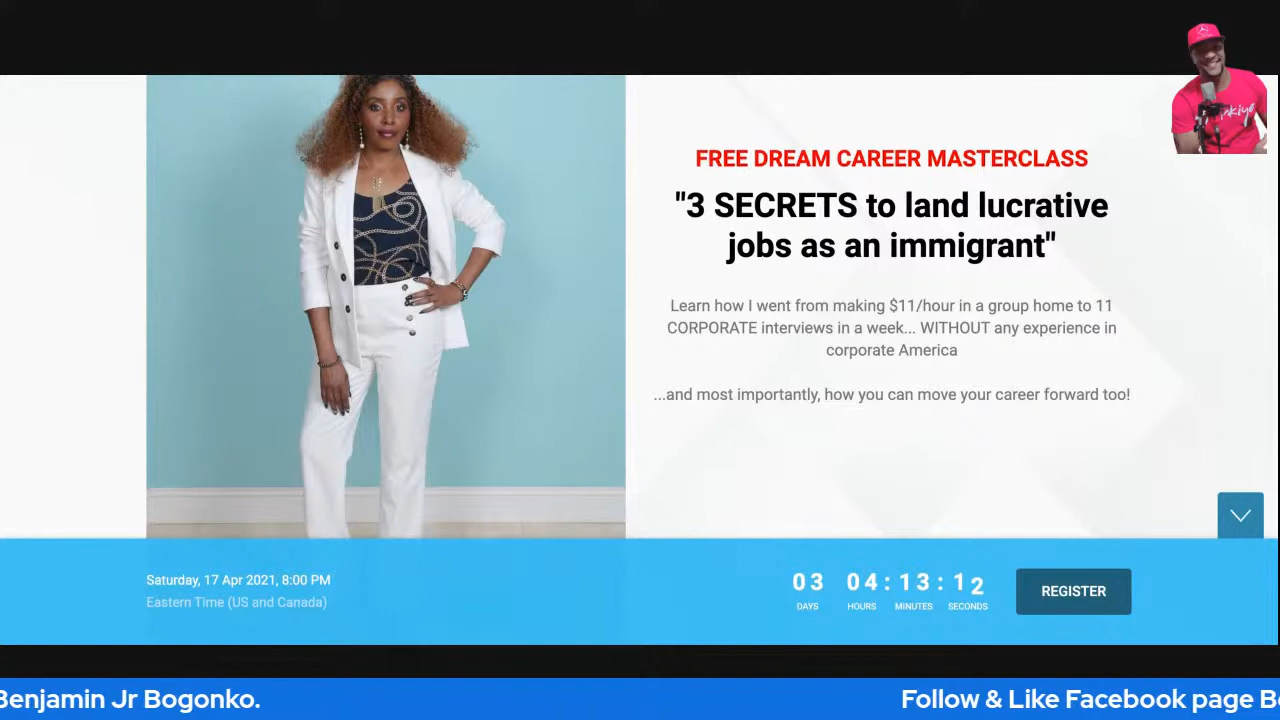 FREE DREAM CAREER MASTERCLASS
"3 SECRETS to land lucrative
jobs as an immigrant"
Learn how I went from making $11/hour in a group home to 11
CORPORATE interviews in a week... WITHOUT any experience in
corporate America
...and most importantly, how you can move your career forward too!
Saturday, 17 Apr 2021, 8:00 PM
Eastern Time (US and Canada)
03 04:13:12
DAYS HOURS MINUTES SECONDS
REGISTER
Benjamin Jr Bogonko. Follow & Like Facebook page